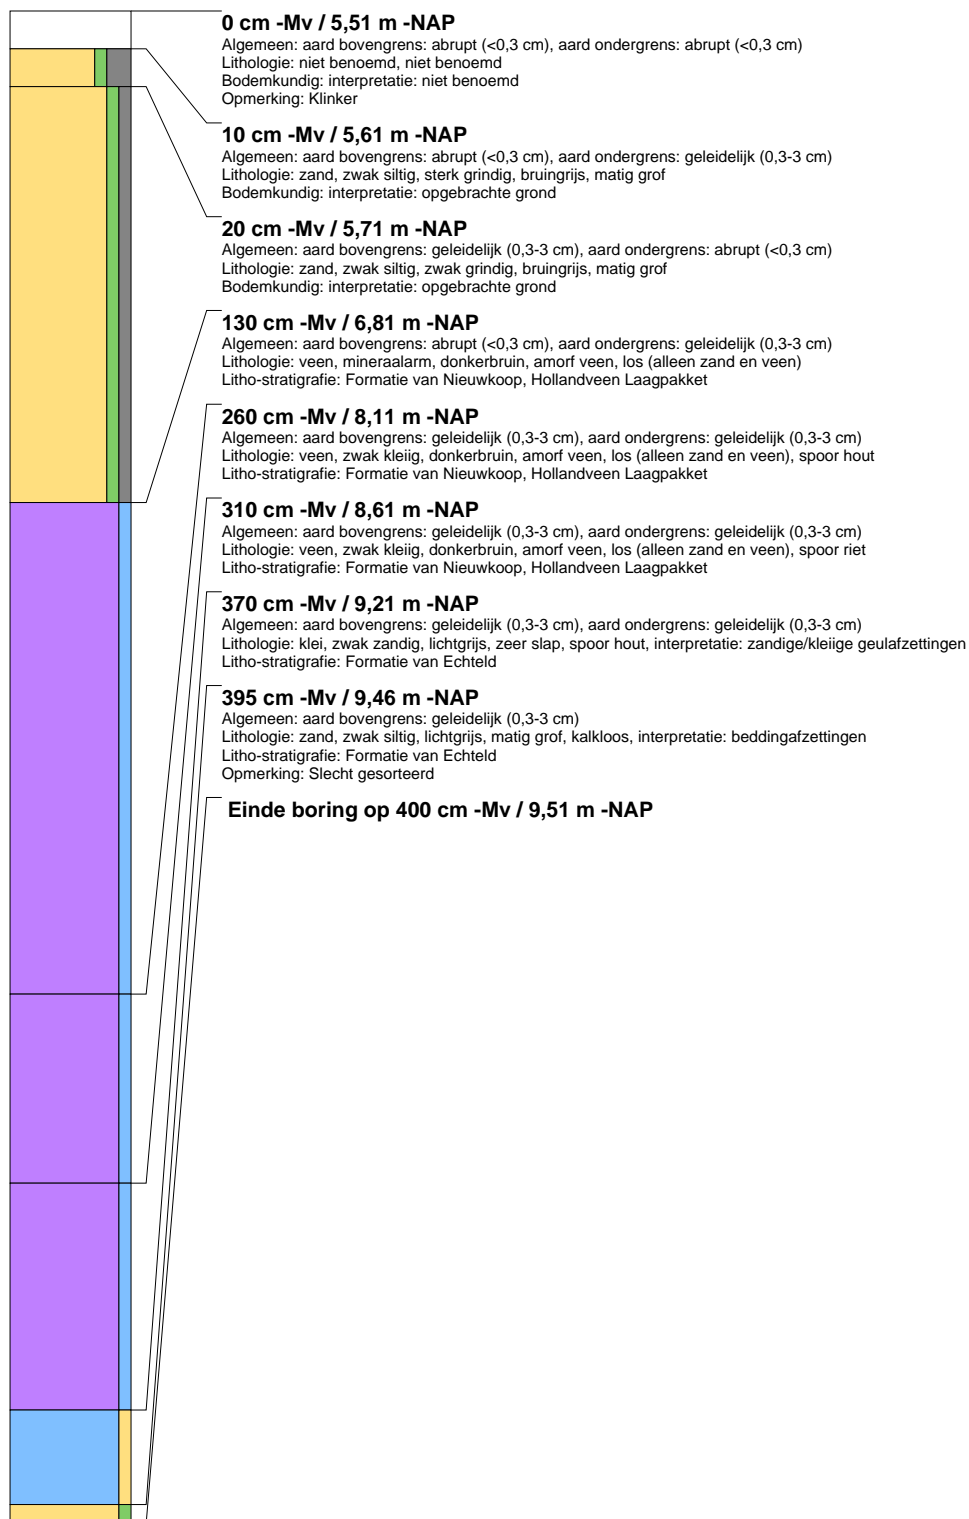 0 cm -Mv / 5,51 m -NAP
Algemeen: aard bovengrens: abrupt (<0,3 cm), aard ondergrens: abrupt (<0,3 cm)
Lithologie: niet benoemd, niet benoemd
Bodemkundig: interpretatie: niet benoemd
Opmerking: Klinker
10 cm -Mv / 5,61 m -NAP
Algemeen: aard bovengrens: abrupt (<0,3 cm), aard ondergrens: geleidelijk (0,3-3 cm)
Lithologie: zand, zwak siltig, sterk grindig, bruingrijs, matig grof
Bodemkundig: interpretatie: opgebrachte grond
20 cm -Mv / 5,71 m -NAP
Algemeen: aard bovengrens: geleidelijk (0,3-3 cm), aard ondergrens: abrupt (<0,3 cm)
Lithologie: zand, zwak siltig, zwak grindig, bruingrijs, matig grof
Bodemkundig: interpretatie: opgebrachte grond
130 cm -Mv / 6,81 m -NAP
Algemeen: aard bovengrens: abrupt (<0,3 cm), aard ondergrens: geleidelijk (0,3-3 cm)
Lithologie: veen, mineraalarm, donkerbruin, amorf veen, los (alleen zand en veen)
Litho-stratigrafie: Formatie van Nieuwkoop, Hollandveen Laagpakket
260 cm -Mv / 8,11 m -NAP
Algemeen: aard bovengrens: geleidelijk (0,3-3 cm), aard ondergrens: geleidelijk (0,3-3 cm)
Lithologie: veen, zwak kleiig, donkerbruin, amorf veen, los (alleen zand en veen), spoor hout
Litho-stratigrafie: Formatie van Nieuwkoop, Hollandveen Laagpakket
310 cm -Mv / 8,61 m -NAP
Algemeen: aard bovengrens: geleidelijk (0,3-3 cm), aard ondergrens: geleidelijk (0,3-3 cm)
Lithologie: veen, zwak kleiig, donkerbruin, amorf veen, los (alleen zand en veen), spoor riet
Litho-stratigrafie: Formatie van Nieuwkoop, Hollandveen Laagpakket
370 cm -Mv / 9,21 m -NAP
Algemeen: aard bovengrens: geleidelijk (0,3-3 cm), aard ondergrens: geleidelijk (0,3-3 cm)
Lithologie: klei, zwak zandig, lichtgrijs, zeer slap, spoor hout, interpretatie: zandige/kleiige geulafzettingen
Litho-stratigrafie: Formatie van Echteld
395 cm -Mv / 9,46 m -NAP
Algemeen: aard bovengrens: geleidelijk (0,3-3 cm)
Lithologie: zand, zwak siltig, lichtgrijs, matig grof, kalkloos, interpretatie: beddingafzettingen
Litho-stratigrafie: Formatie van Echteld
Opmerking: Slecht gesorteerd
Einde boring op 400 cm -Mv / 9,51 m -NAP